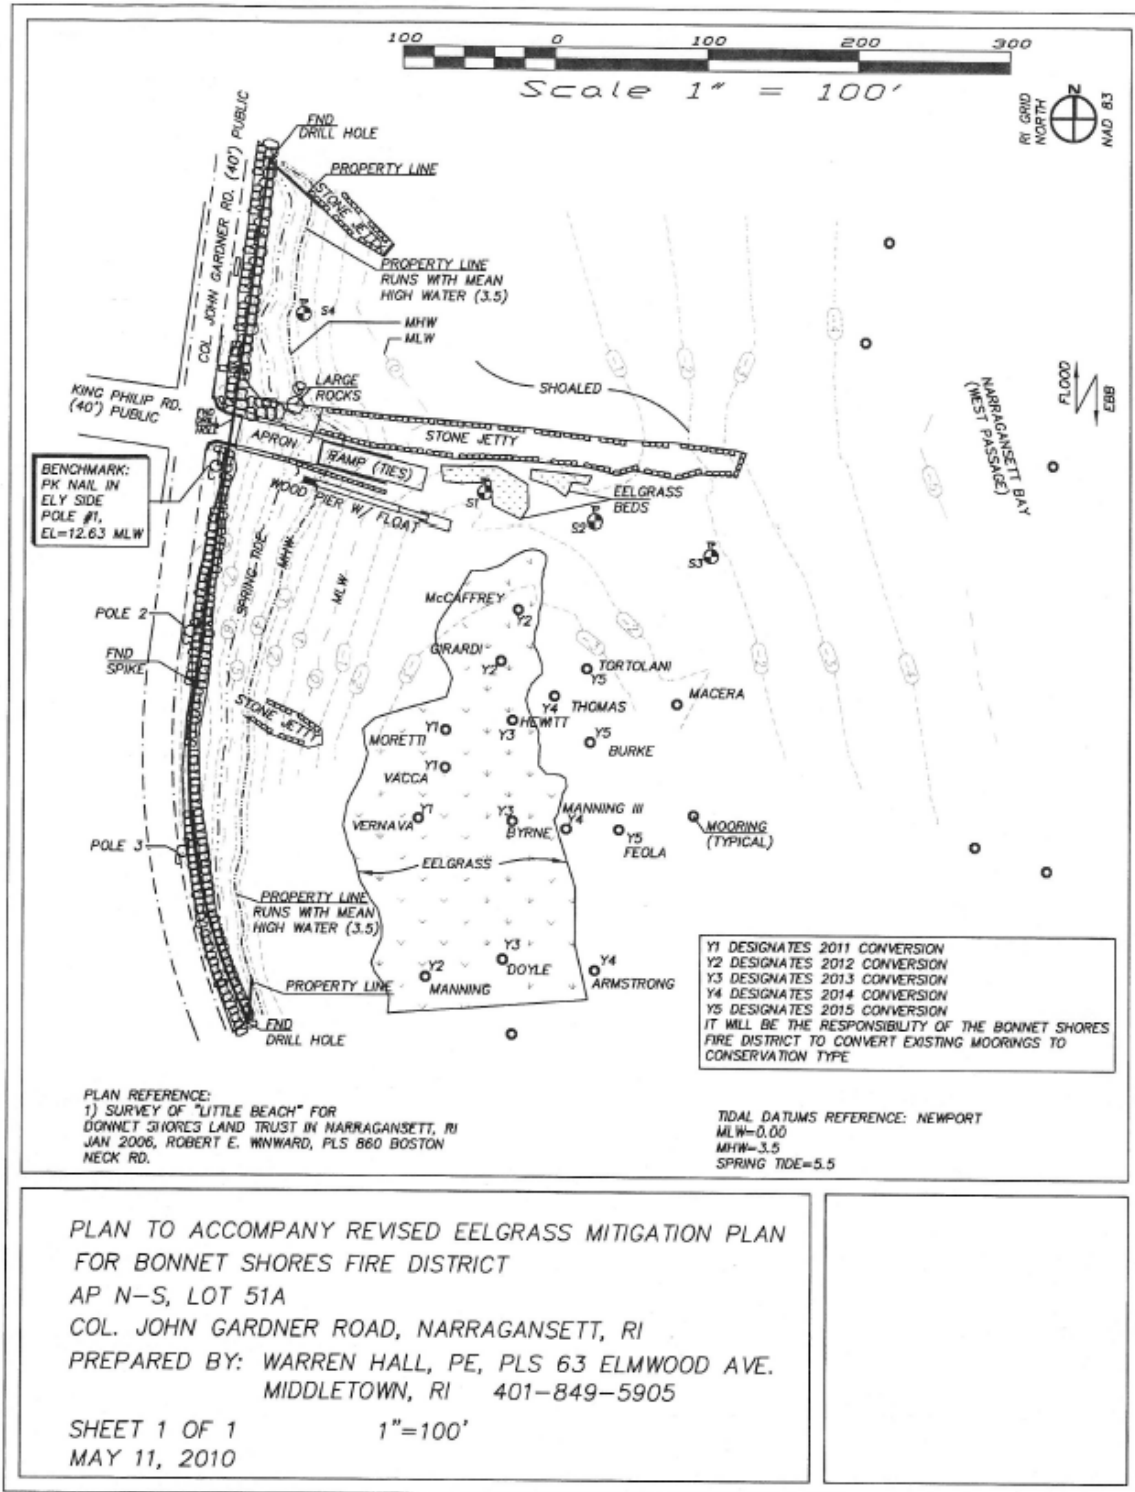 100 0 100 200 300
Scale 1" = 100'
RI GRID
NORTH
N
NAD 83
COL. JOHN GARDNER RD. (40') PUBLIC
FND
DRILL HOLE
PROPERTY LINE
STONE JETTY
PROPERTY LINE
RUNS WITH MEAN
HIGH WATER (3.5)
S4
MHW
MLW
KING PHILIP RD.
(40') PUBLIC
FND
DRILL
HOLE
LARGE
ROCKS
SHOALED
FLOOD
EBB
NARRAGANSETT BAY
(WEST PASSAGE)
APRON
RAMP (TIES)
STONE JETTY
WOOD PIER W/ FLOAT
BENCHMARK:
PK NAIL IN
ELY SIDE
POLE #1,
EL=12.63 MLW
S1
EELGRASS
BEDS
S2
S3
SPRING TIDE
MHW
MLW
POLE 2
FND
SPIKE
STONE JETTY
McCAFFREY
Y2
GIRARDI
Y2
TORTOLANI
Y5
MACERA
Y4
THOMAS
HEWITT
Y3
Y1
MORETTI
Y5
BURKE
Y1
VACCA
Y1
VERNAVA
Y3
BYRNE
MANNING III
Y4
Y5
FEOLA
MOORING
(TYPICAL)
POLE 3
EELGRASS
PROPERTY LINE
RUNS WITH MEAN
HIGH WATER (3.5)
Y3
DOYLE
Y2
MANNING
Y4
ARMSTRONG
PROPERTY LINE
FND
DRILL HOLE
Y1 DESIGNATES 2011 CONVERSION
Y2 DESIGNATES 2012 CONVERSION
Y3 DESIGNATES 2013 CONVERSION
Y4 DESIGNATES 2014 CONVERSION
Y5 DESIGNATES 2015 CONVERSION
IT WILL BE THE RESPONSIBILITY OF THE BONNET SHORES
FIRE DISTRICT TO CONVERT EXISTING MOORINGS TO
CONSERVATION TYPE
PLAN REFERENCE:
1) SURVEY OF "LITTLE BEACH" FOR
BONNET SHORES LAND TRUST IN NARRAGANSETT, RI
JAN 2006, ROBERT E. WINWARD, PLS 860 BOSTON
NECK RD.
TIDAL DATUMS REFERENCE: NEWPORT
MLW=0.00
MHW=3.5
SPRING TIDE=5.5
PLAN TO ACCOMPANY REVISED EELGRASS MITIGATION PLAN
FOR BONNET SHORES FIRE DISTRICT
AP N-S, LOT 51A
COL. JOHN GARDNER ROAD, NARRAGANSETT, RI
PREPARED BY: WARREN HALL, PE, PLS 63 ELMWOOD AVE.
MIDDLETOWN, RI 401-849-5905
SHEET 1 OF 1 1"=100'
MAY 11, 2010